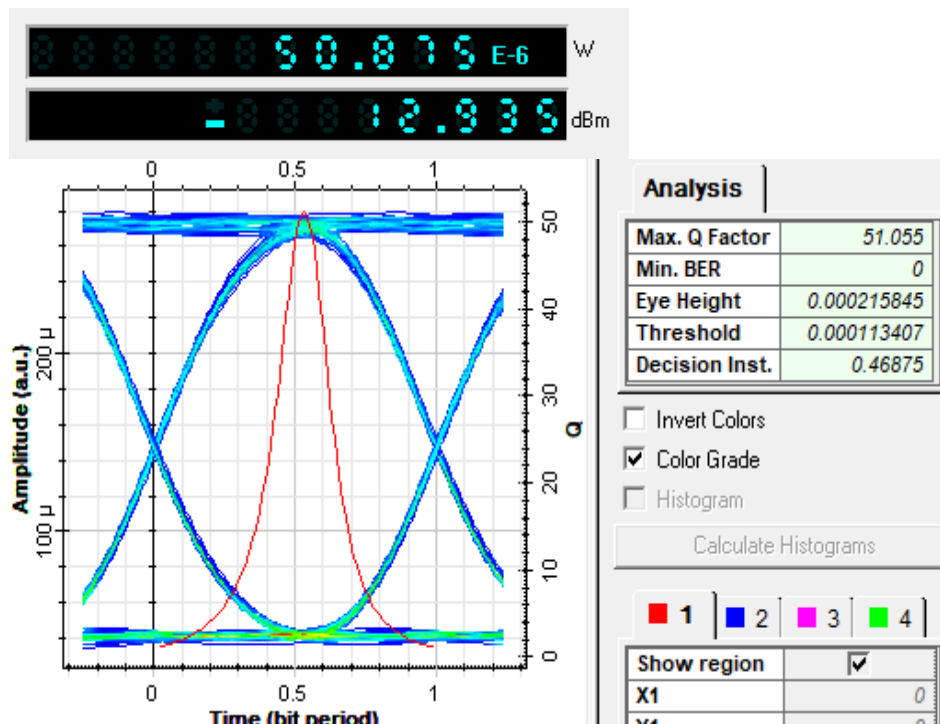 50.875 E-6 W
- 12.935 dBm
0 0.5 1
Analysis
Max. Q Factor 51.055
Min. BER 0
Eye Height 0.000215845
Threshold 0.000113407
Decision Inst. 0.46875
Amplitude (a.u.)
200 µ
100 µ
50
40
30
20
10
0
Q
0 0.5 1
Time (bit period)
Invert Colors
Color Grade
Histogram
Calculate Histograms
1 2 3 4
Show region
X1 0
Y1 0